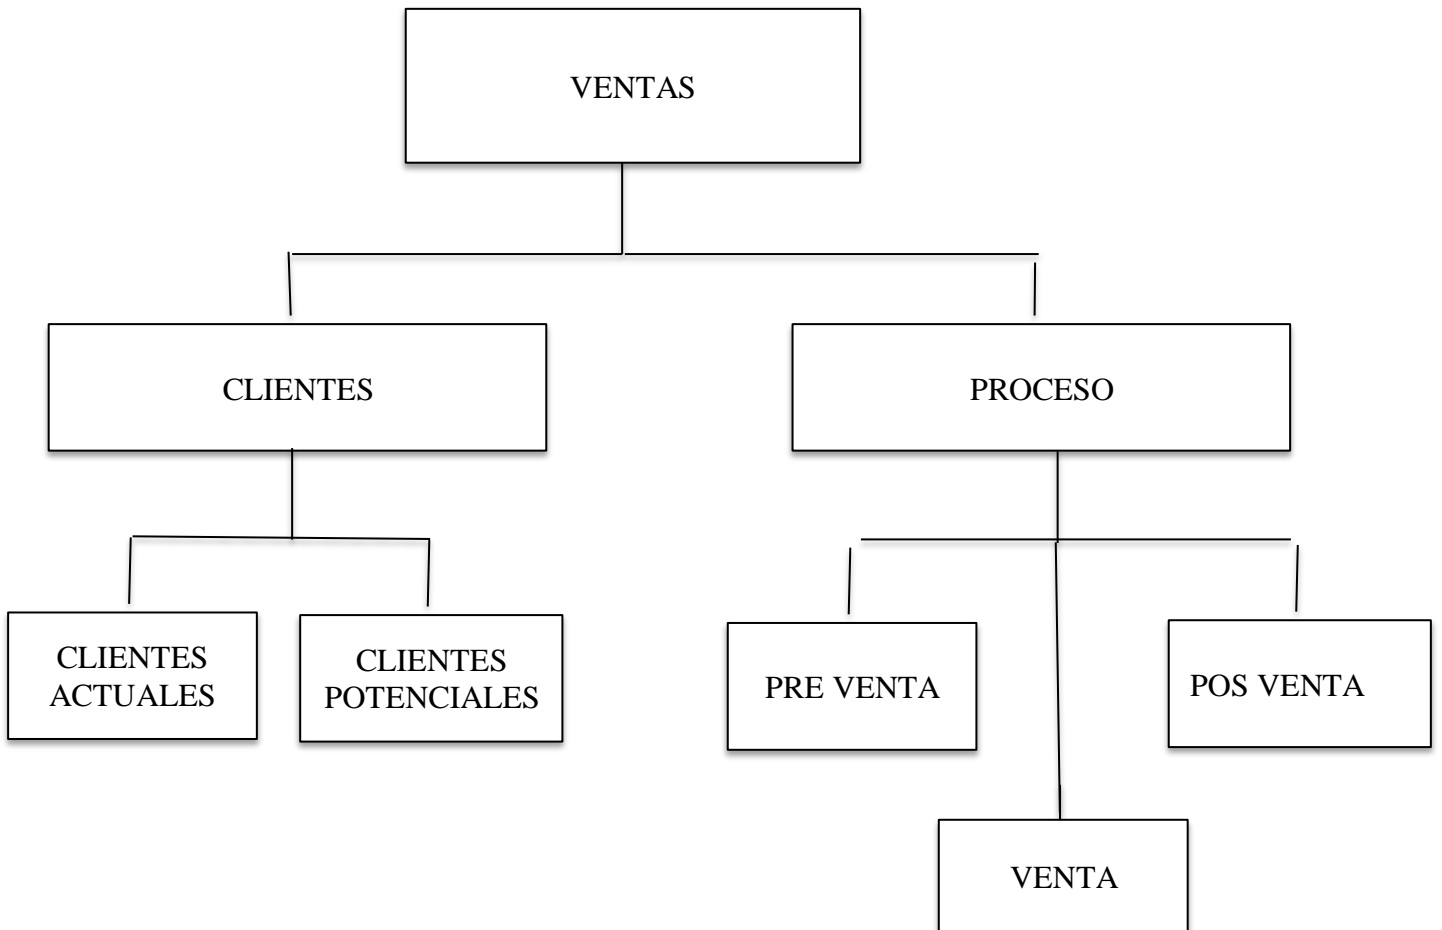 VENTAS
CLIENTES
PROCESO
CLIENTES
ACTUALES
CLIENTES
POTENCIALES
PRE VENTA
POS VENTA
VENTA